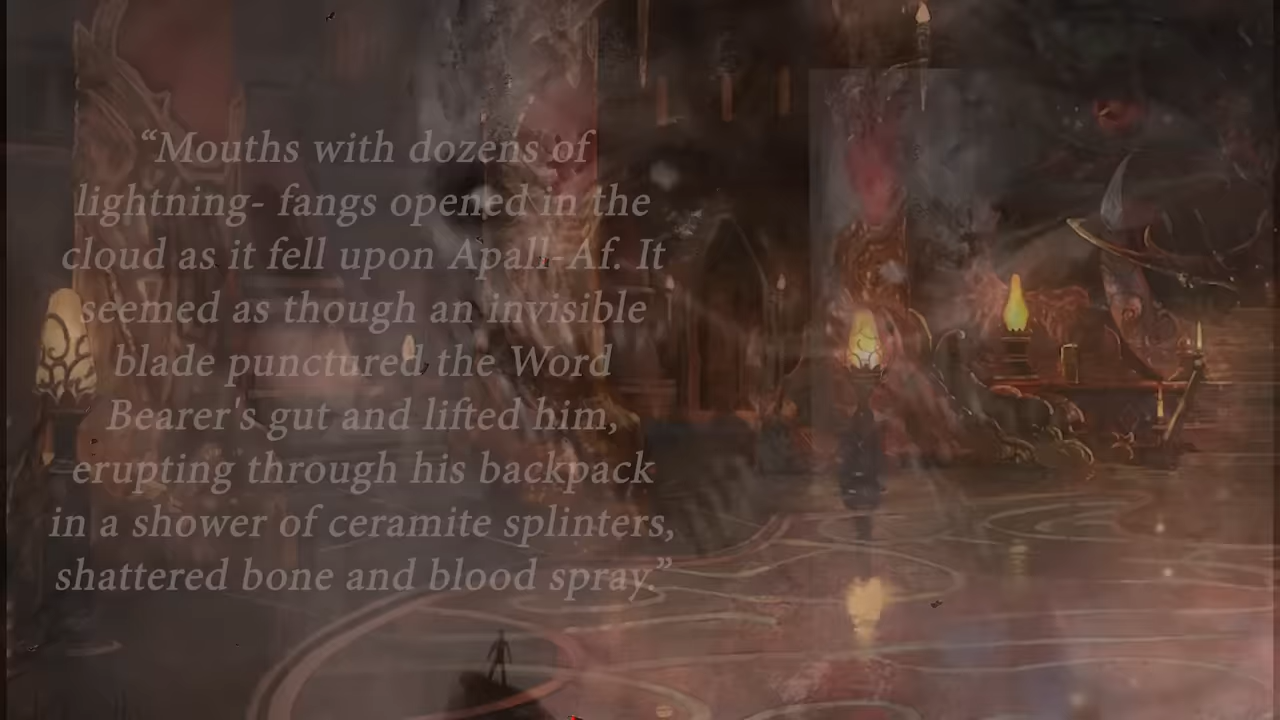 “Mouths with dozens of
lightning- fangs opened in the
cloud as it fell upon Apall-Af. It
seemed as though an invisible
blade punctured the Word
Bearer's gut and lifted him,
erupting through his backpack
in a shower of ceramite splinters,
shattered bone and blood spray.”